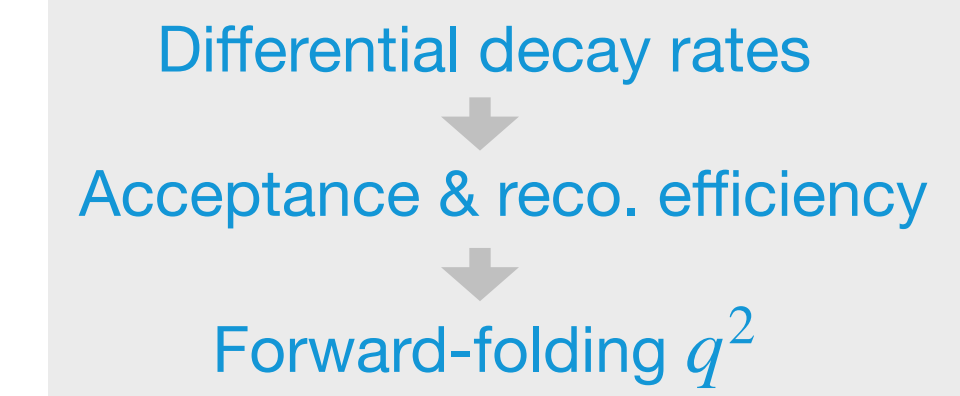 Differential decay rates
Acceptance & reco. efficiency
Forward-folding q²